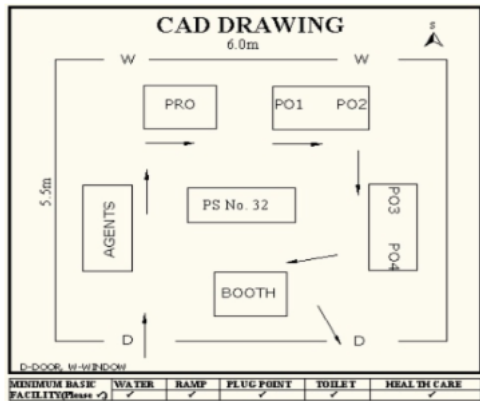 CAD DRAWING
6.0m
S
W W
PRO
PO1 PO2
5.5m
AGENTS
PS No. 32
PO3
PO4
BOOTH
D D
D-DOOR, W-WINDOW
MINIMUM BASIC FACILITY(Please ✓) WATER RAMP PLUG POINT TOILET HEALTH CARE
✓ ✓ ✓ ✓ ✓